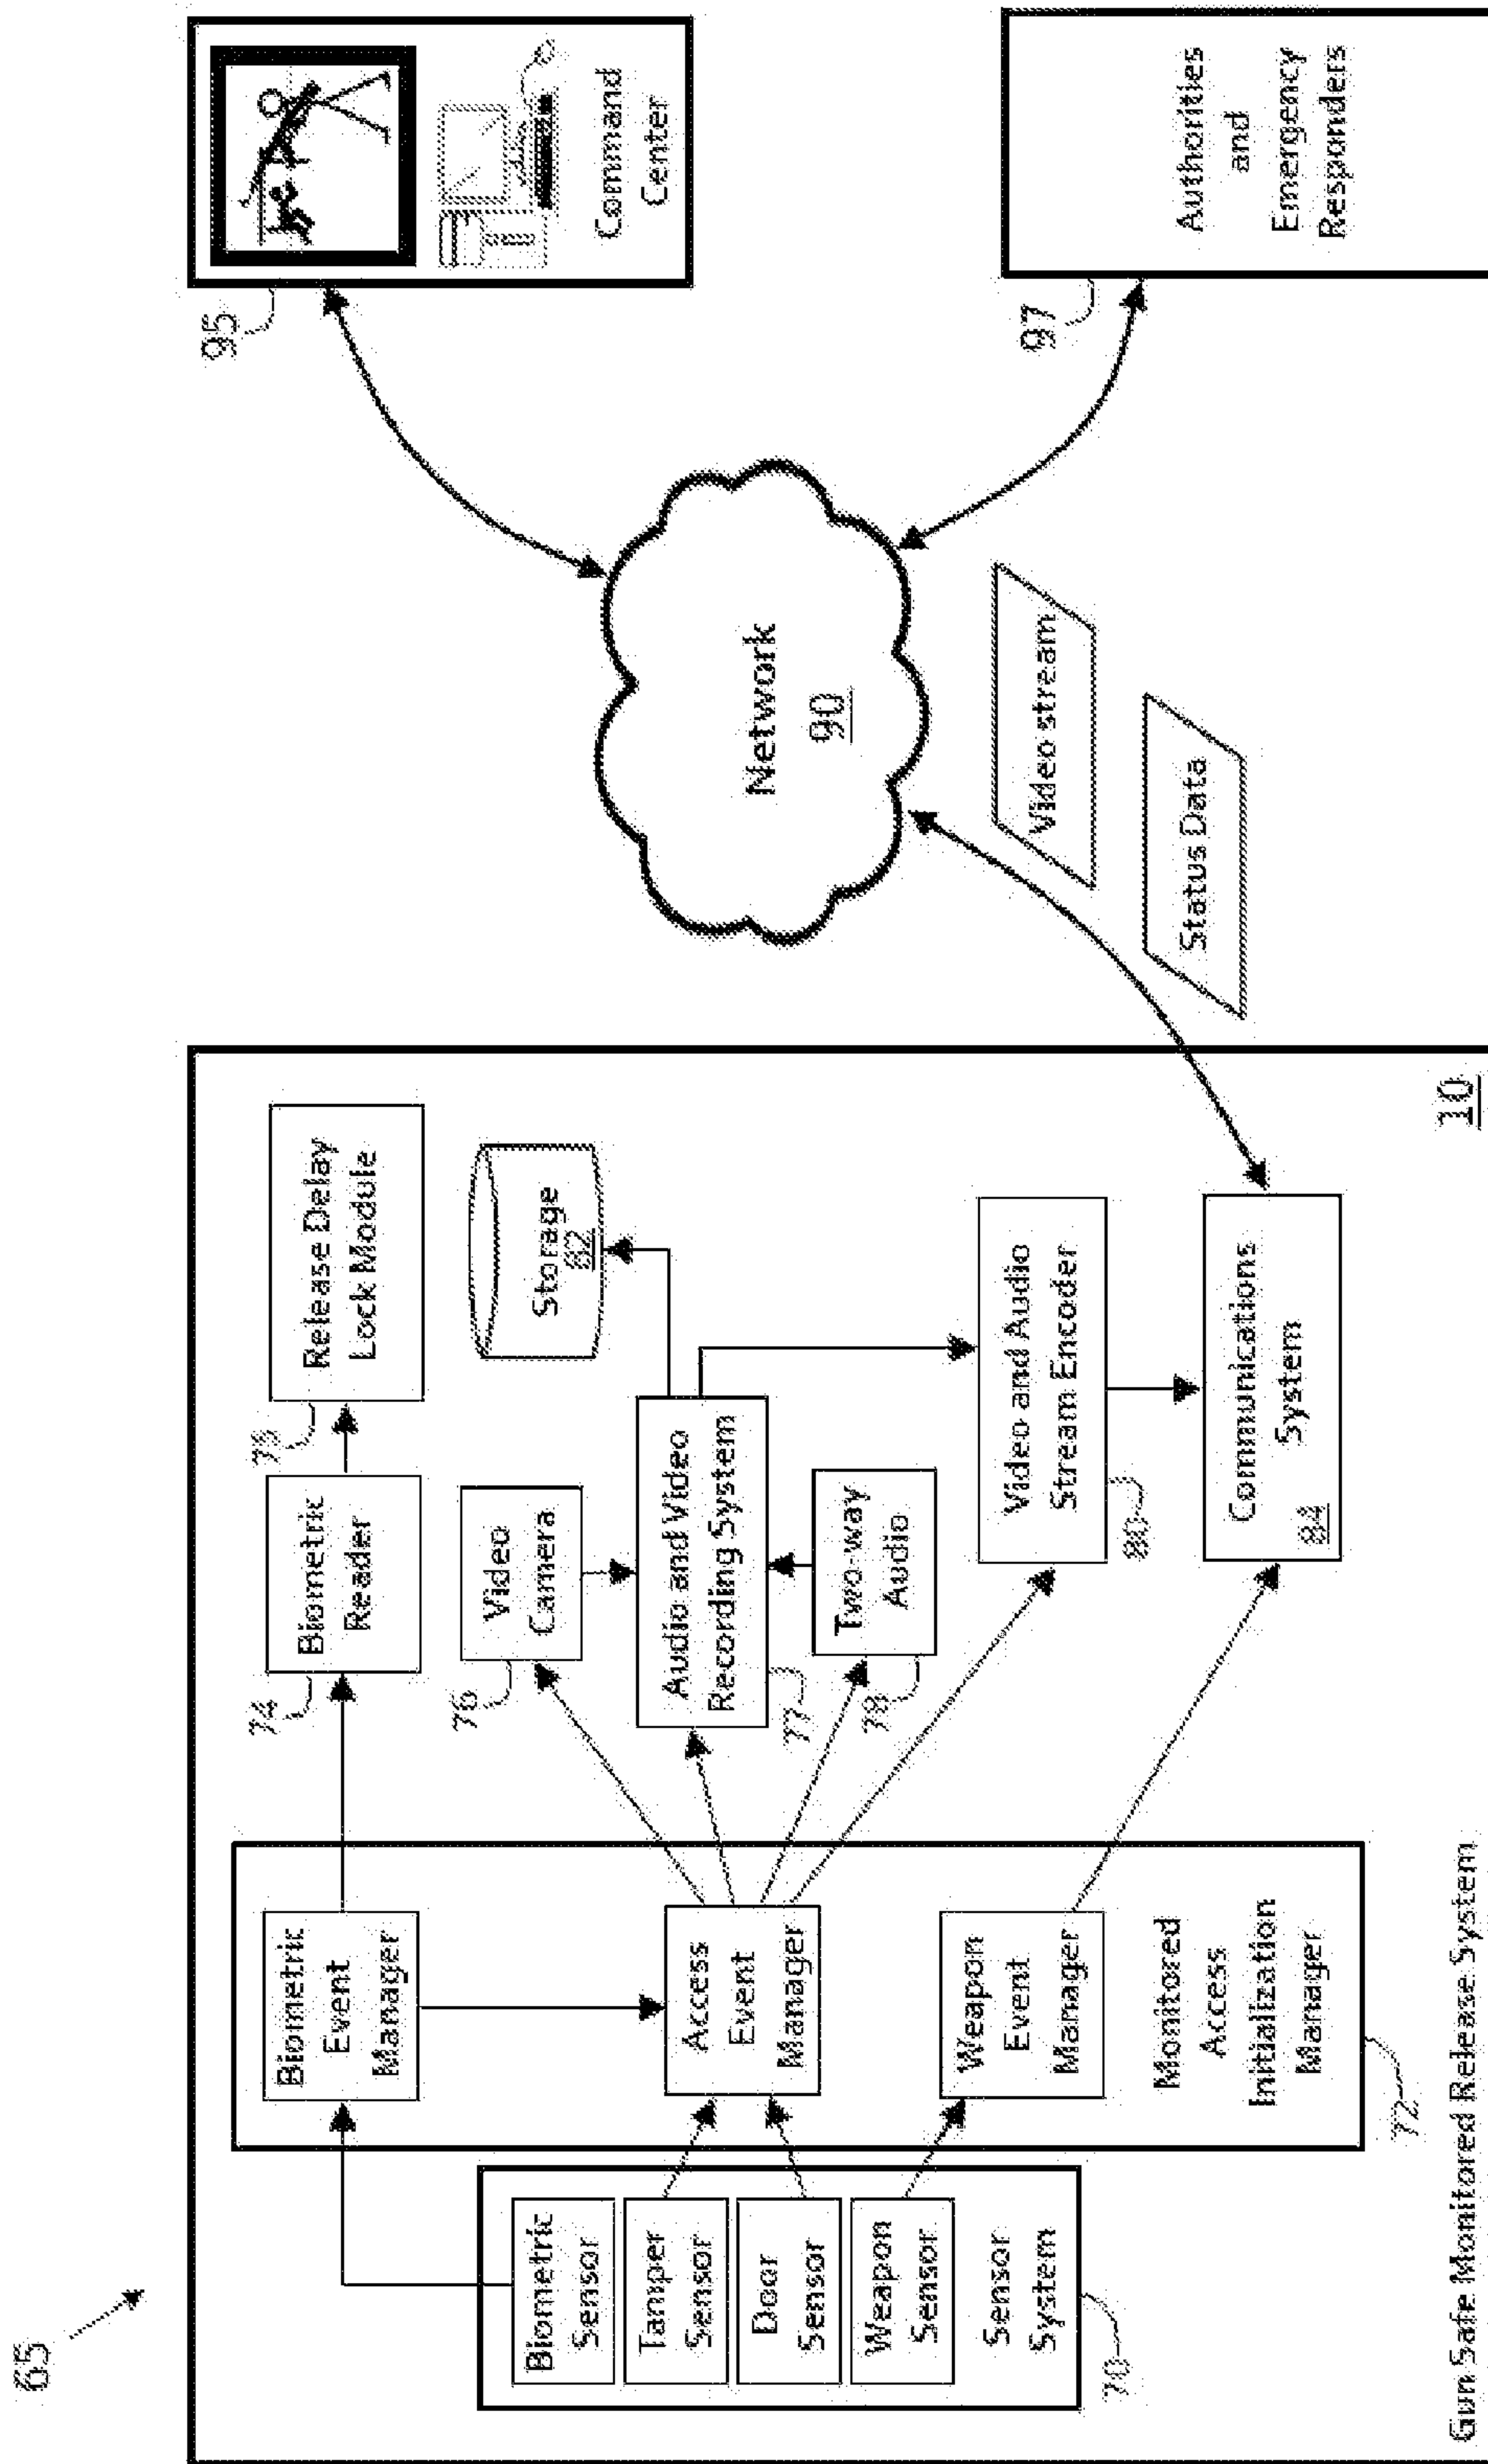 65
Biometric
Sensor
Tamper
Sensor
Door
Sensor
Weapon
Sensor
Sensor
System
70
Biometric
Event
Manager
Access
Event
Manager
Weapon
Event
Manager
Monitored
Access
Initialization
Manager
72
74
Biometric
Reader
75
Release Delay
Lock Module
76
Video
Camera
Audio and Video
Recording System
77
Two-way
Audio
78
Storage
82
Video and Audio
Stream Encoder
80
Communications
System
84
10
Gun Safe Monitored Release System
Network
90
Video stream
Status Data
95
Command
Center
97
Authorities
and
Emergency
Responders